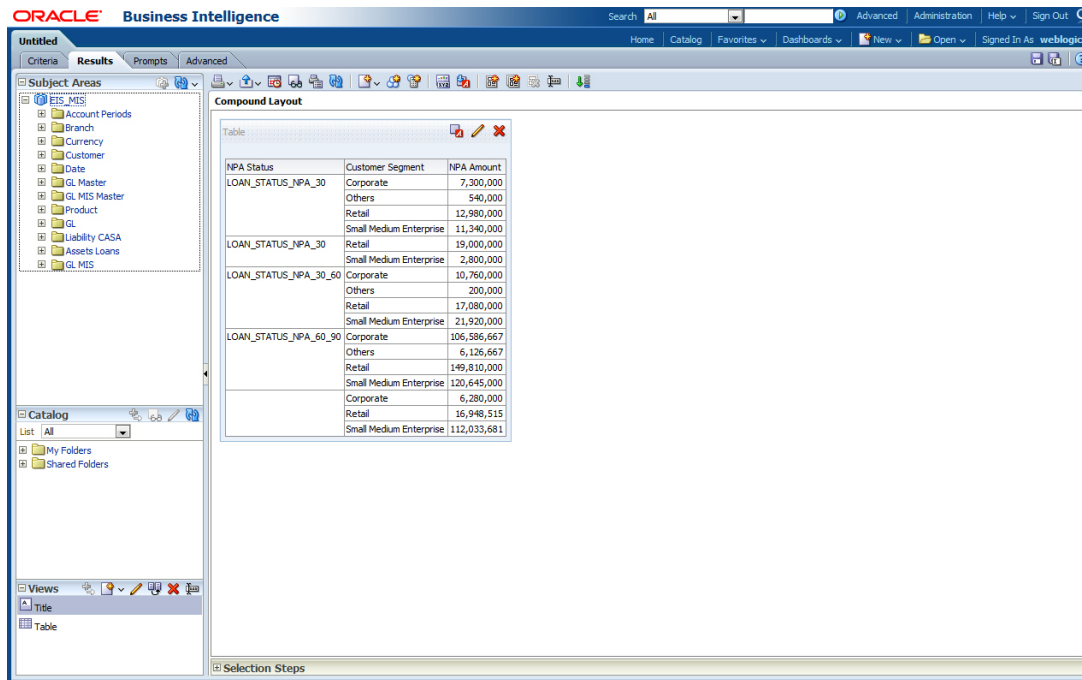 ORACLE Business Intelligence
Search All Advanced Administration Help Sign Out
Untitled
Home Catalog Favorites Dashboards New Open Signed In As weblogic
Criteria Results Prompts Advanced
Subject Areas
EIS_MIS
Account Periods
Branch
Currency
Customer
Date
GL Master
GL MIS Master
Product
GL
Liability CASA
Assets Loans
GL MIS
Catalog
List All
My Folders
Shared Folders
Views
Title
Table
Compound Layout
Table
NPA Status Customer Segment NPA Amount
LOAN_STATUS_NPA_30 Corporate 7,300,000
Others 540,000
Retail 12,980,000
Small Medium Enterprise 11,340,000
LOAN_STATUS_NPA_30 Retail 19,000,000
Small Medium Enterprise 2,800,000
LOAN_STATUS_NPA_30_60 Corporate 10,760,000
Others 200,000
Retail 17,080,000
Small Medium Enterprise 21,920,000
LOAN_STATUS_NPA_60_90 Corporate 106,586,667
Others 6,126,667
Retail 149,810,000
Small Medium Enterprise 120,645,000
Corporate 6,280,000
Retail 16,948,515
Small Medium Enterprise 112,033,681
Selection Steps